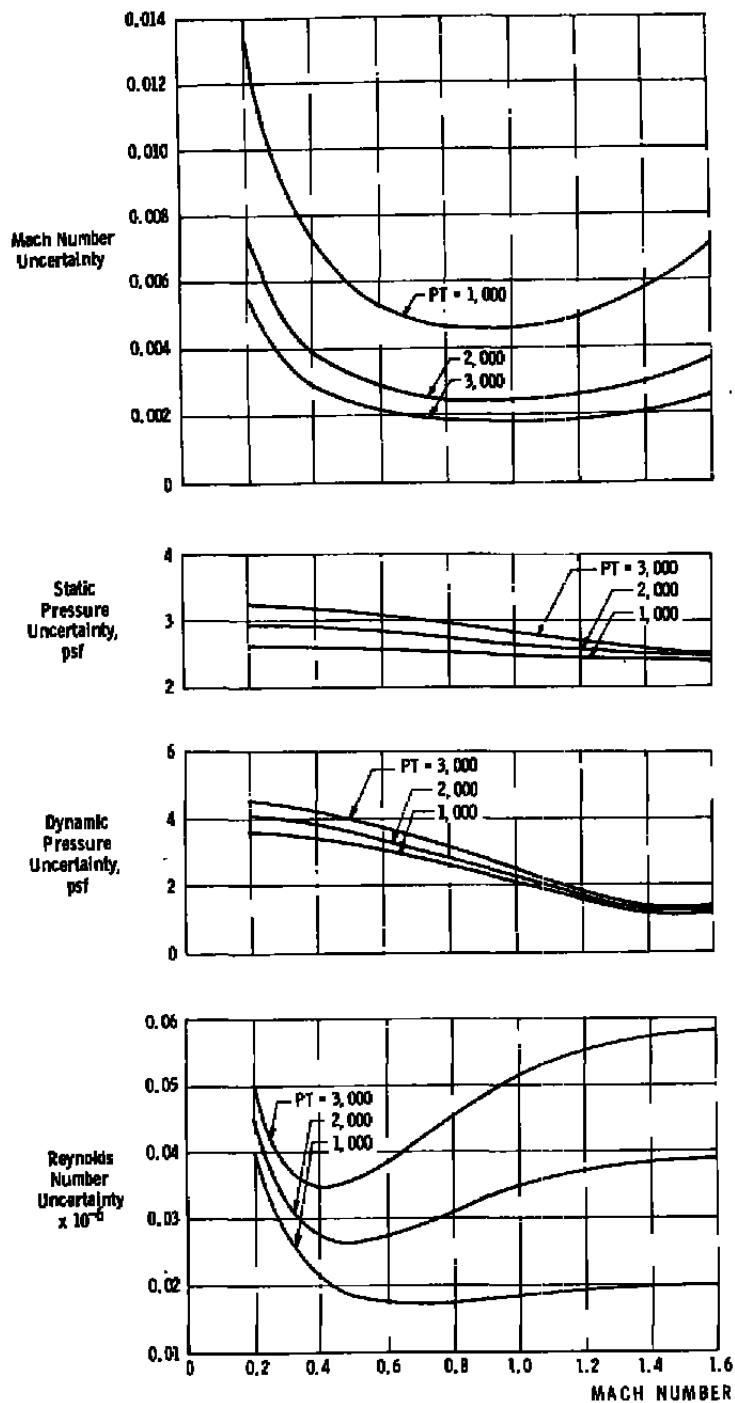 0.014
0.012
0.010
0.008
Mach Number
Uncertainty
0.006
PT = 1,000
0.004
2,000
3,000
0.002
0
4
PT = 3,000
2,000
1,000
Static
Pressure
Uncertainty,
psf
3
2
6
PT = 3,000
2,000
1,000
4
Dynamic
Pressure
Uncertainty,
psf
2
0
0.06
0.05
PT = 3,000
2,000
1,000
0.04
Reynolds
Number
Uncertainty
x 10⁻⁶
0.03
0.02
0.01
0 0.2 0.4 0.6 0.8 1.0 1.2 1.4 1.6
MACH NUMBER